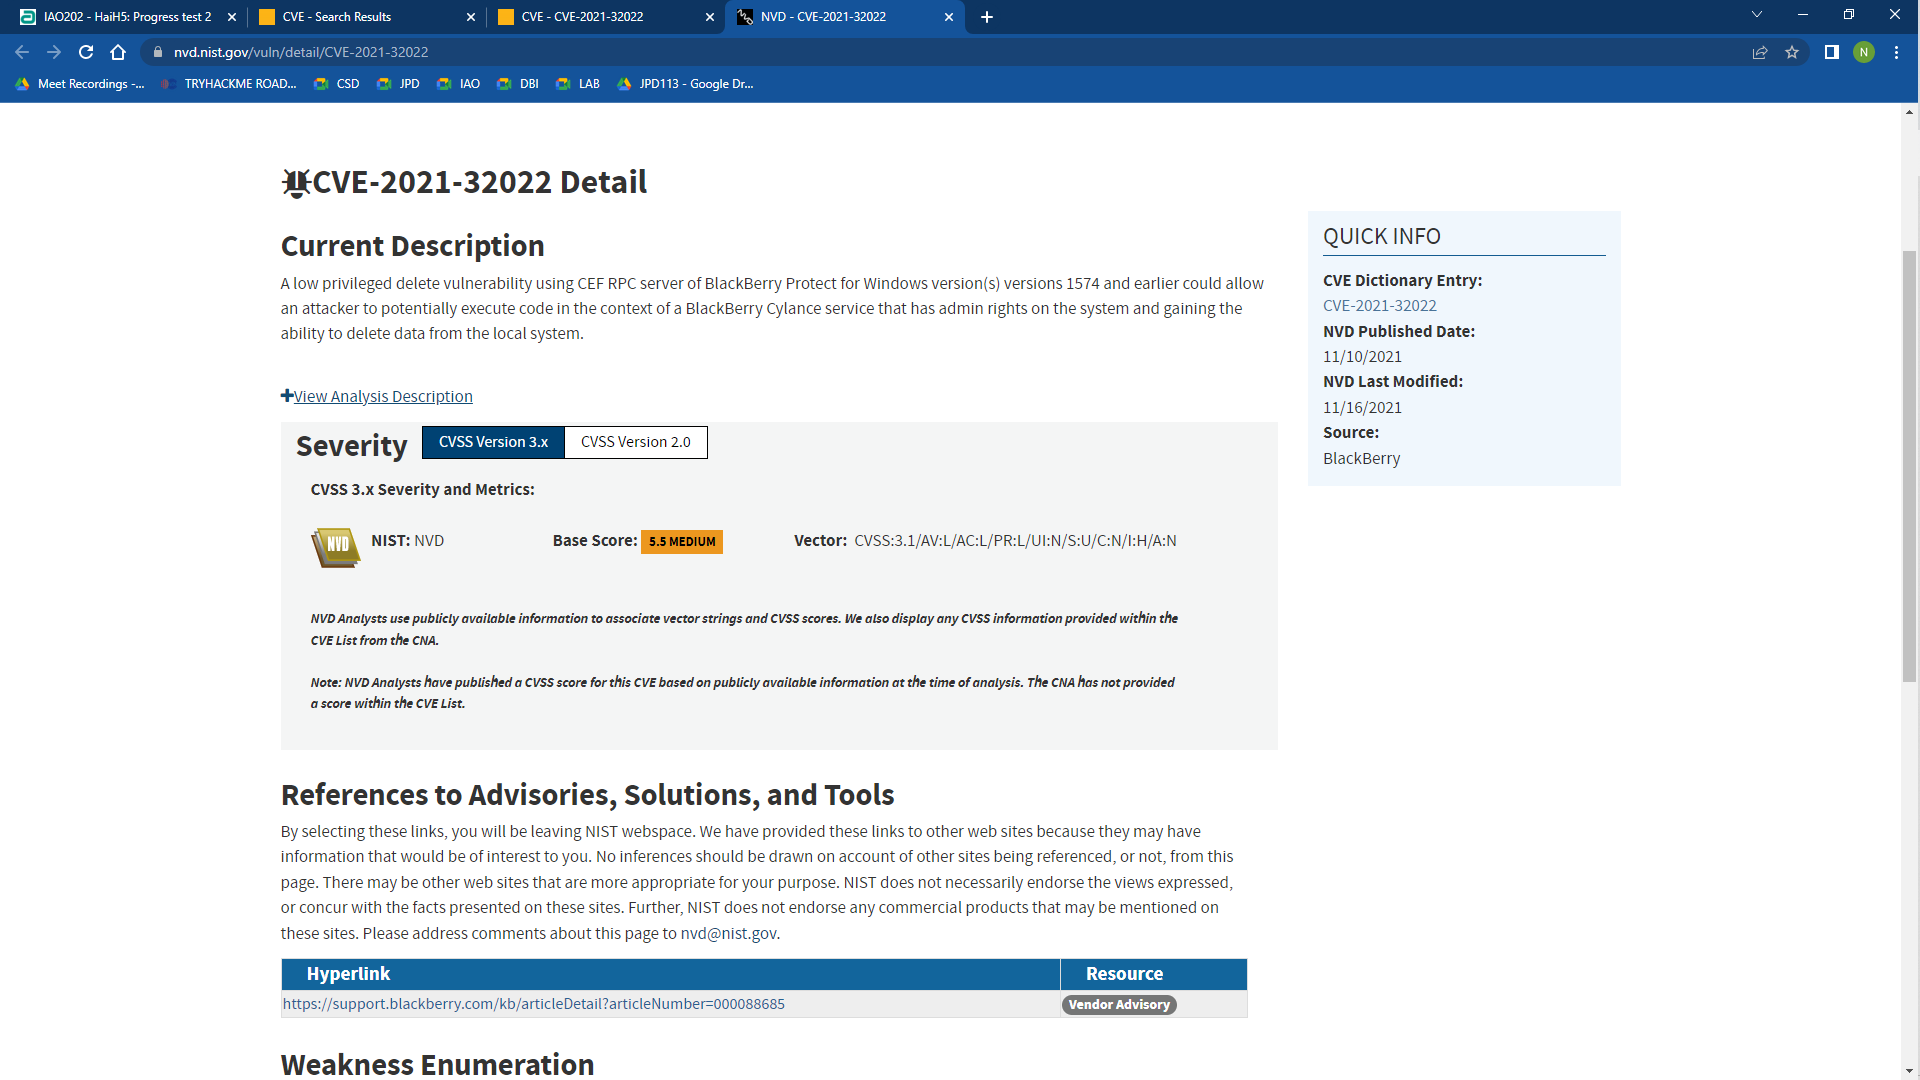 IAO202 - HaiH5: Progress test 2
CVE - Search Results
CVE - CVE-2021-32022
NVD - CVE-2021-32022
nvd.nist.gov/vuln/detail/CVE-2021-32022
N
Meet Recordings -...
TRYHACKME ROAD...
CSD
JPD
IAO
DBI
LAB
JPD113 - Google Dr...
CVE-2021-32022 Detail
Current Description
A low privileged delete vulnerability using CEF RPC server of BlackBerry Protect for Windows version(s) versions 1574 and earlier could allow
an attacker to potentially execute code in the context of a BlackBerry Cylance service that has admin rights on the system and gaining the
ability to delete data from the local system.
View Analysis Description
Severity
CVSS Version 3.x
CVSS Version 2.0
CVSS 3.x Severity and Metrics:
NVD
NIST: NVD
Base Score: 5.5 MEDIUM
Vector: CVSS:3.1/AV:L/AC:L/PR:L/UI:N/S:U/C:N/I:H/A:N
NVD Analysts use publicly available information to associate vector strings and CVSS scores. We also display any CVSS information provided within the
CVE List from the CNA.
Note: NVD Analysts have published a CVSS score for this CVE based on publicly available information at the time of analysis. The CNA has not provided
a score within the CVE List.
References to Advisories, Solutions, and Tools
By selecting these links, you will be leaving NIST webspace. We have provided these links to other web sites because they may have
information that would be of interest to you. No inferences should be drawn on account of other sites being referenced, or not, from this
page. There may be other web sites that are more appropriate for your purpose. NIST does not necessarily endorse the views expressed,
or concur with the facts presented on these sites. Further, NIST does not endorse any commercial products that may be mentioned on
these sites. Please address comments about this page to nvd@nist.gov.
Hyperlink
Resource
https://support.blackberry.com/kb/articleDetail?articleNumber=000088685
Vendor Advisory
Weakness Enumeration
QUICK INFO
CVE Dictionary Entry:
CVE-2021-32022
NVD Published Date:
11/10/2021
NVD Last Modified:
11/16/2021
Source:
BlackBerry